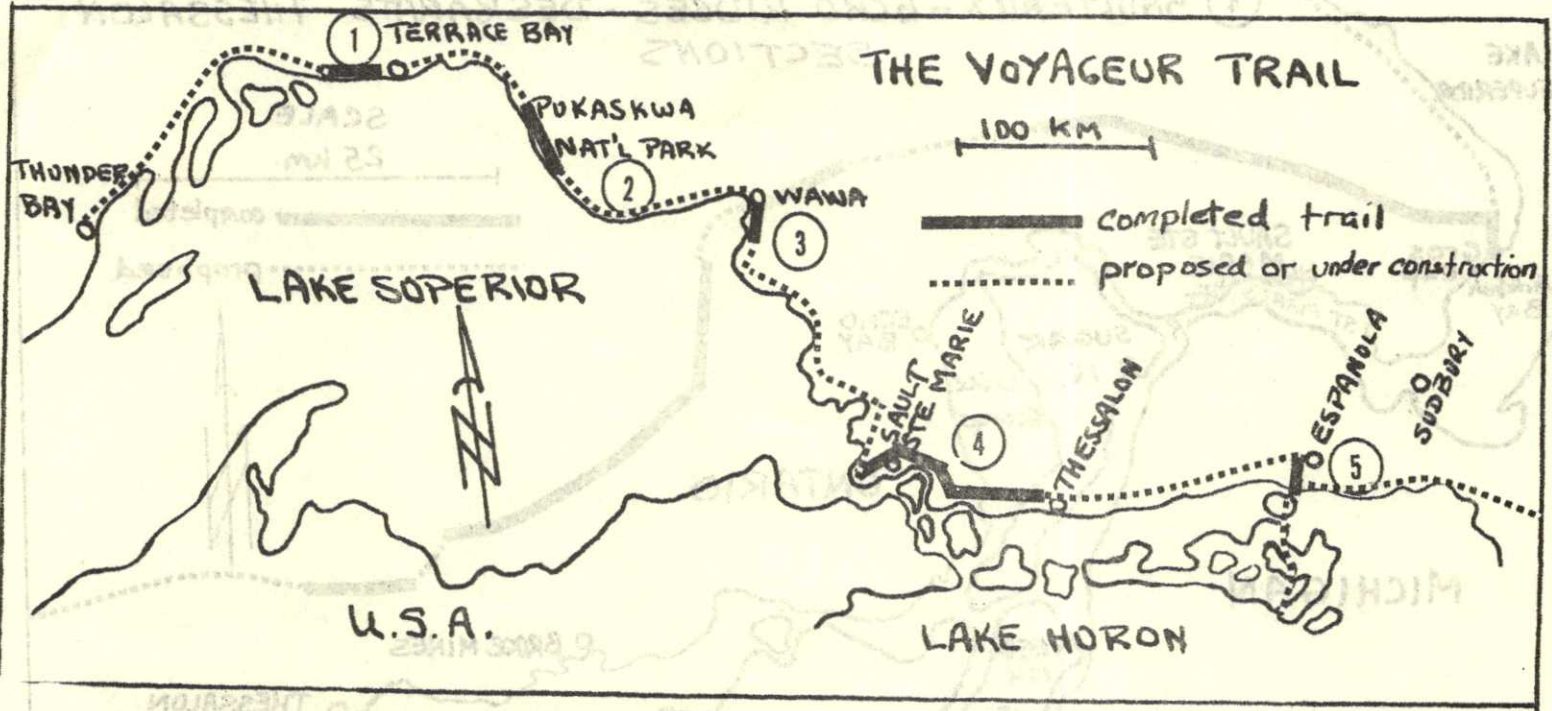 1 TERRACE BAY
THE VOYAGEUR TRAIL
PUKASKWA
NAT'L PARK
100 KM
THUNDER
BAY
2
WAWA
3
completed trail
proposed or under construction
LAKE SOPERIOR
N
SAULT
STE MARIE
4
THESSALON
ESPANOLA
5
SUDBURY
U.S.A.
LAKE HORON